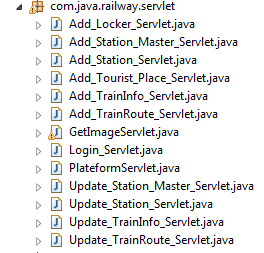 com.java.railway.servlet
Add_Locker_Servlet.java
Add_Station_Master_Servlet.java
Add_Station_Servlet.java
Add_Tourist_Place_Servlet.java
Add_TrainInfo_Servlet.java
Add_TrainRoute_Servlet.java
GetImageServlet.java
Login_Servlet.java
PlateformServlet.java
Update_Station_Master_Servlet.java
Update_Station_Servlet.java
Update_TrainInfo_Servlet.java
Update_TrainRoute_Servlet.java